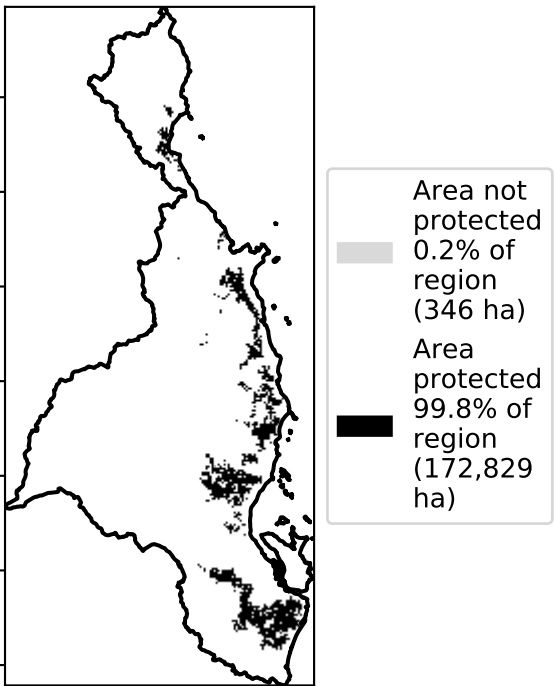 Area not
protected
0.2% of
region
(346 ha)
Area
protected
99.8% of
region
(172,829
ha)